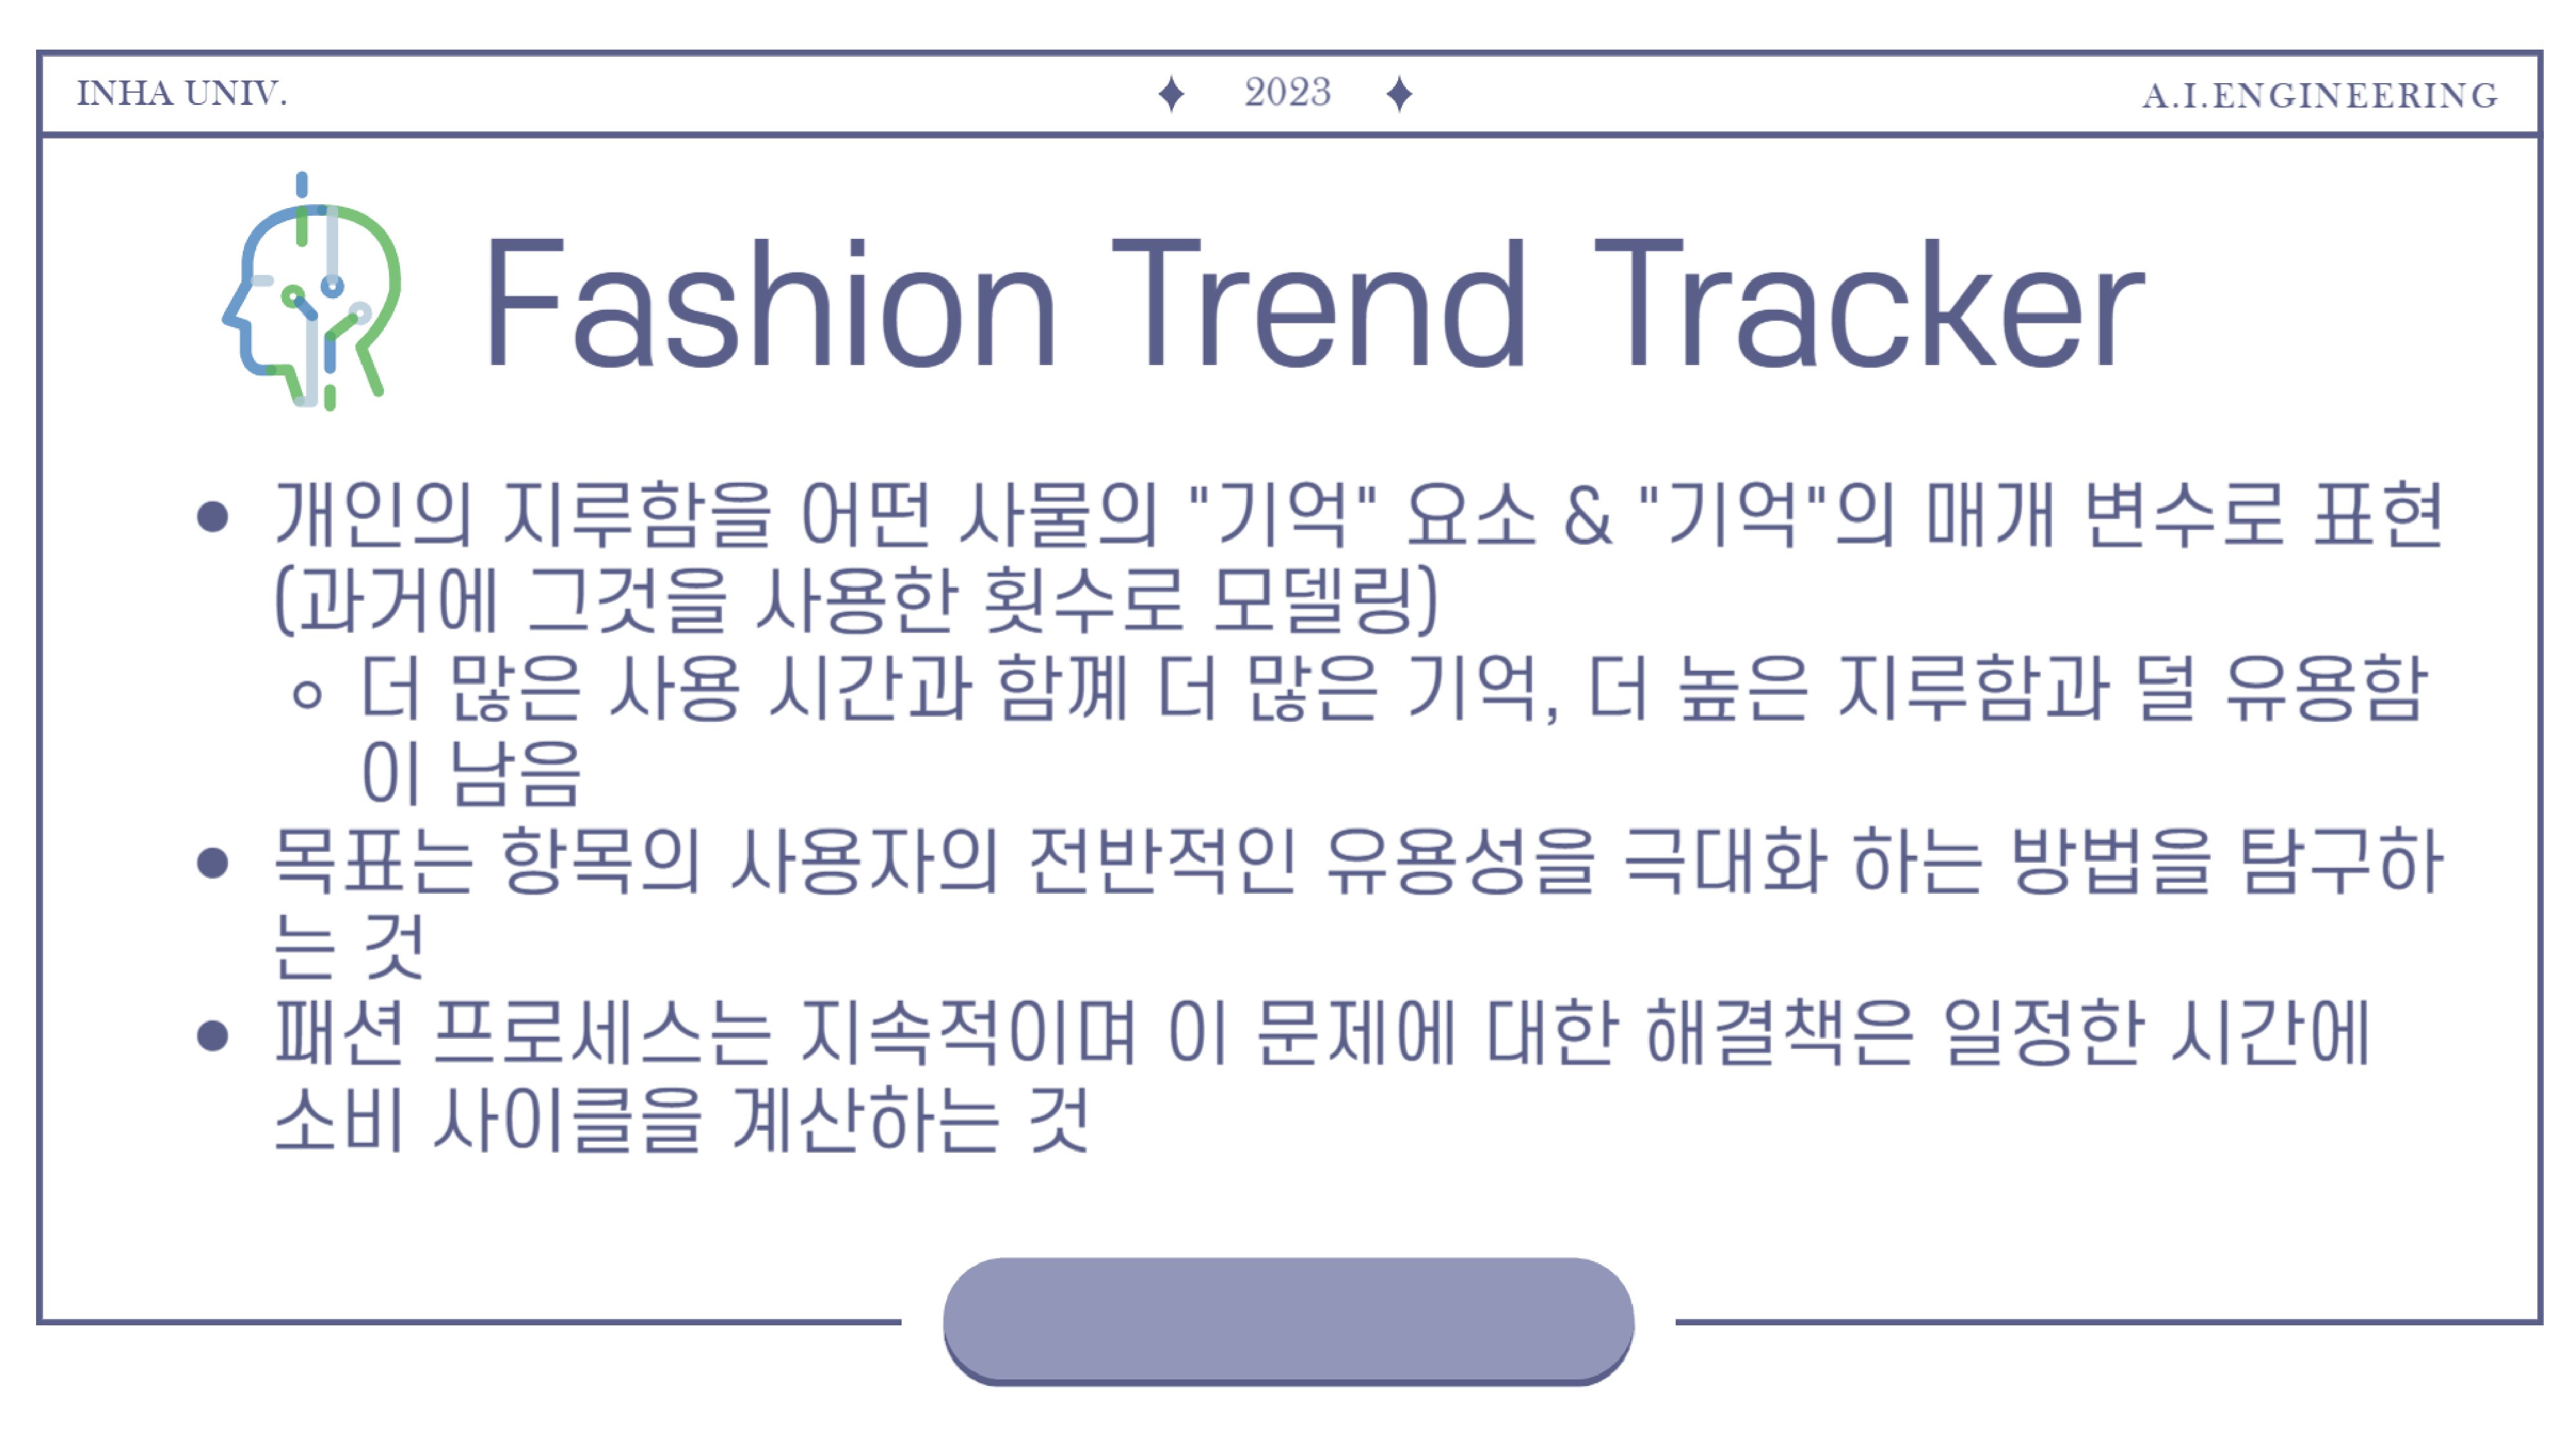 INHA UNIV.
2023
A.I.ENGINEERING
Fashion Trend Tracker
• 개인의 지루함을 어떤 사물의 "기억" 요소 & "기억"의 매개 변수로 표현
(과거에 그것을 사용한 횟수로 모델링)
◦ 더 많은 사용 시간과 함꼐 더 많은 기억, 더 높은 지루함과 덜 유용함
이 남음
• 목표는 항목의 사용자의 전반적인 유용성을 극대화 하는 방법을 탐구하
는 것
• 패션 프로세스는 지속적이며 이 문제에 대한 해결책은 일정한 시간에
소비 사이클을 계산하는 것